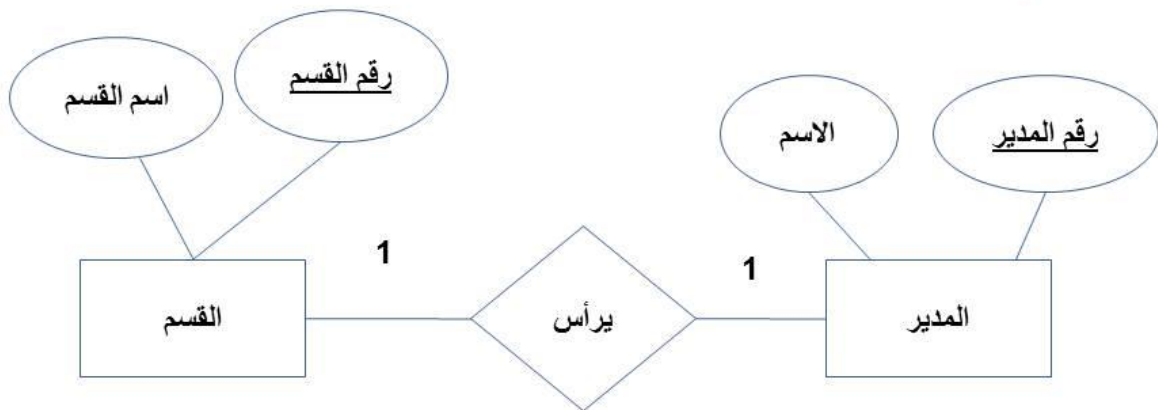 رقم القسم
اسم القسم
رقم المدير
الاسم
1
1
المدير
يرأس
القسم